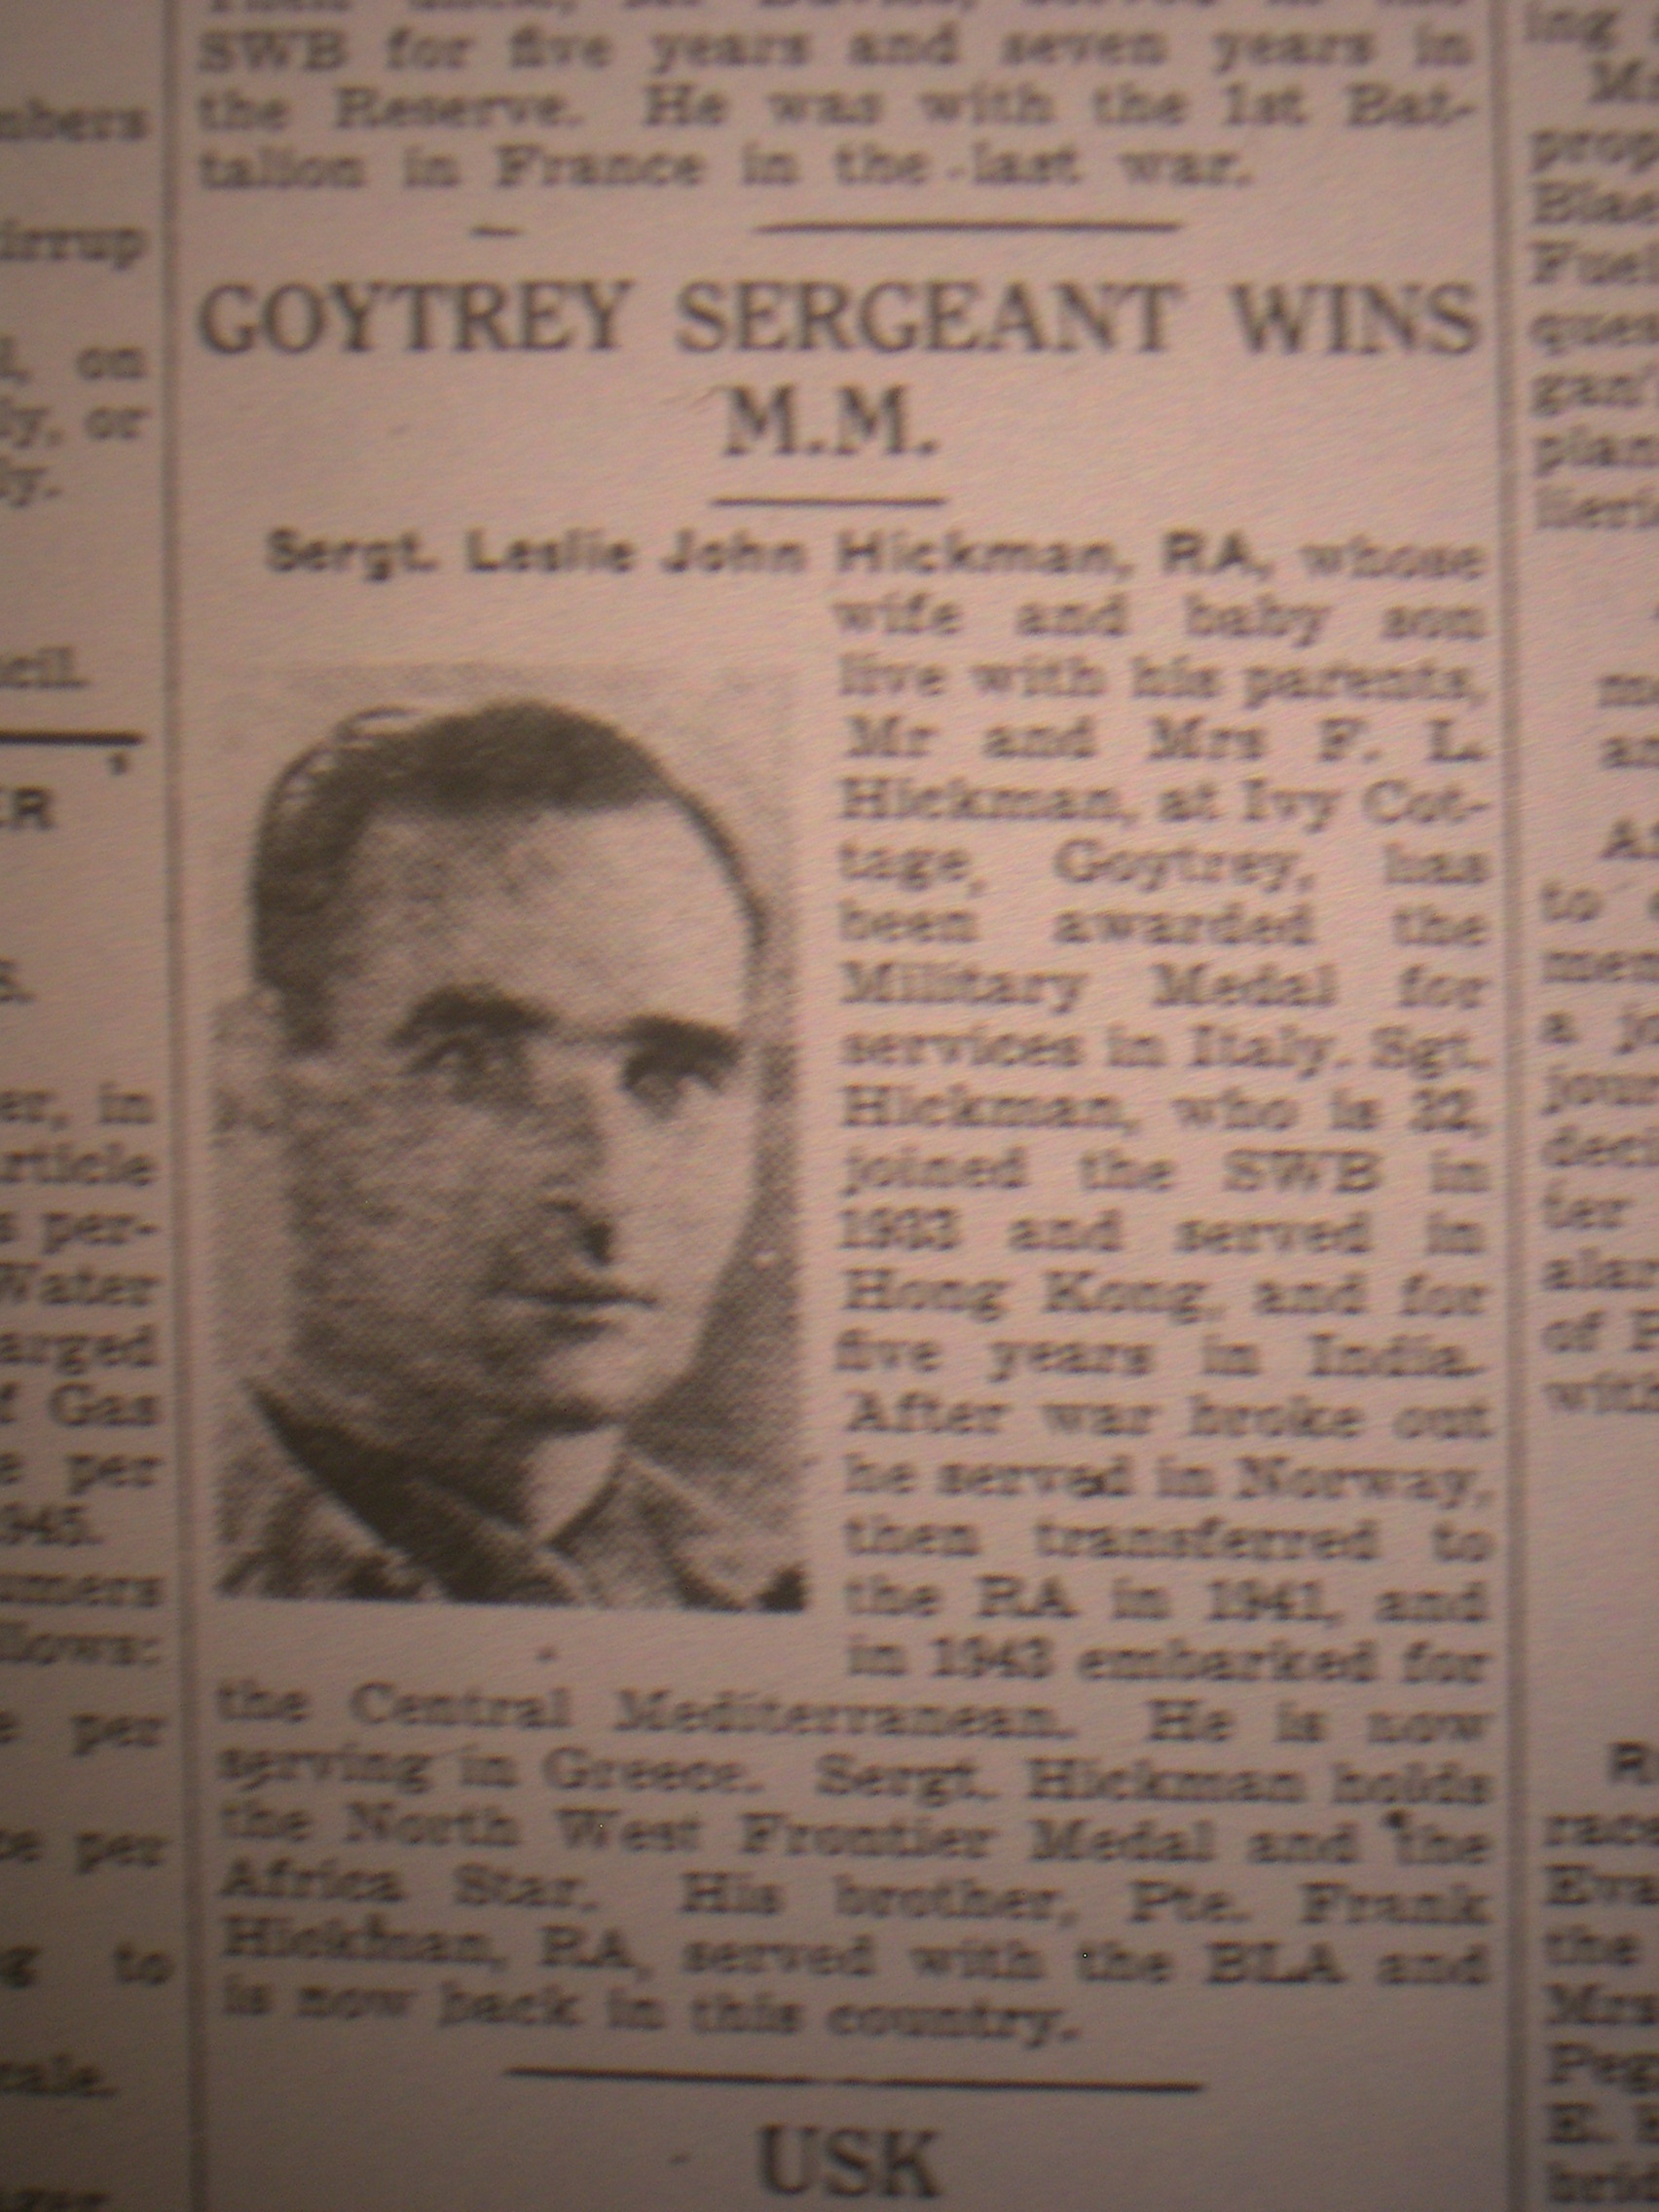 SWB for five years and seven years in
the Reserve. He was with the 1st Bat-
talion in France in the last war.
GOYTREY SERGEANT WINS
M.M.
Sergt. Leslie John Hickman, RA, whose
wife and baby son
live with his parents,
Mr and Mrs F. L.
Hickman, at Ivy Cot-
tage, Goytrey, has
been awarded the
Military Medal for
services in Italy. Sgt.
Hickman, who is 32,
joined the SWB in
1933 and served in
Hong Kong, and for
five years in India.
After war broke out
he served in Norway,
then transferred to
the RA in 1941, and
in 1943 embarked for
the Central Mediterranean. He is now
serving in Greece. Sergt. Hickman holds
the North West Frontier Medal and the
Africa Star. His brother, Pte. Frank
Hickman, RA, served with the BLA and
is now back in this country.
USK